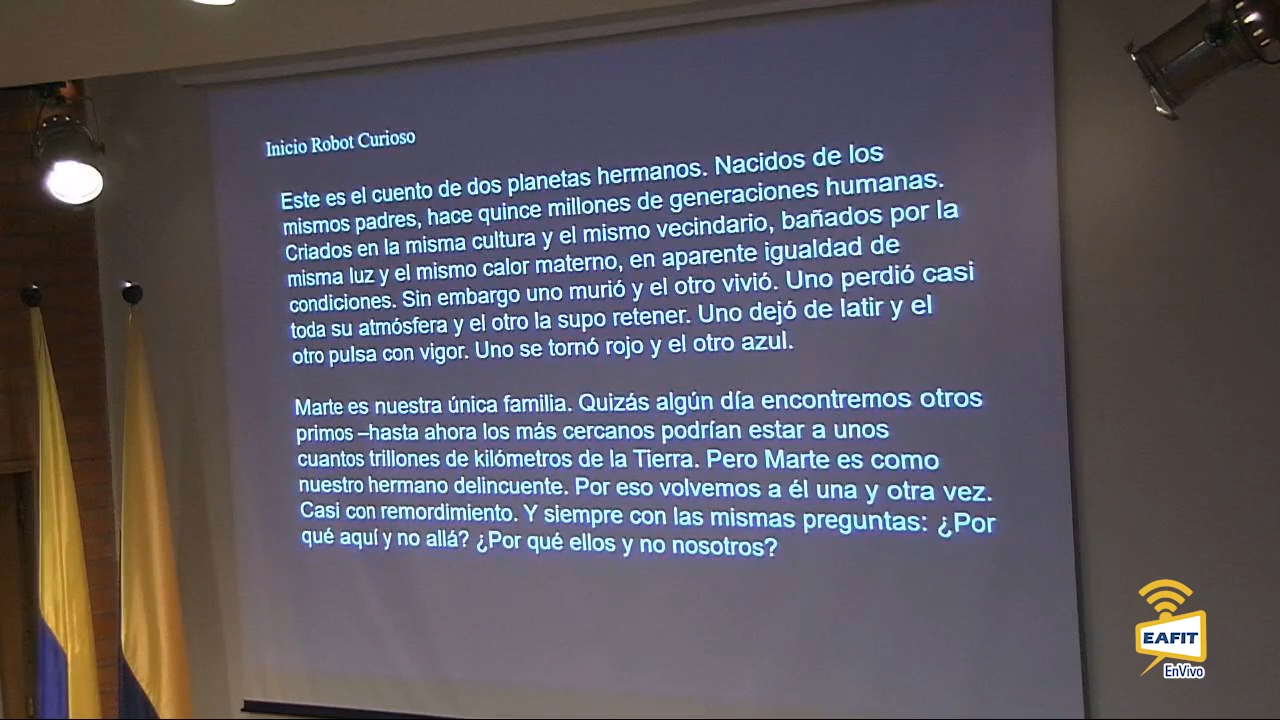 Inicio Robot Curioso
Este es el cuento de dos planetas hermanos. Nacidos de los
mismos padres, hace quince millones de generaciones humanas.
Criados en la misma cultura y el mismo vecindario, bañados por la
misma luz y el mismo calor materno, en aparente igualdad de
condiciones. Sin embargo uno murió y el otro vivió. Uno perdió casi
toda su atmósfera y el otro la supo retener. Uno dejó de latir y el
otro pulsa con vigor. Uno se tornó rojo y el otro azul.
Marte es nuestra única familia. Quizás algún día encontremos otros
primos –hasta ahora los más cercanos podrían estar a unos
cuantos trillones de kilómetros de la Tierra. Pero Marte es como
nuestro hermano delincuente. Por eso volvemos a él una y otra vez.
Casi con remordimiento. Y siempre con las mismas preguntas: ¿Por
qué aquí y no allá? ¿Por qué ellos y no nosotros?
EAFIT
EnVivo